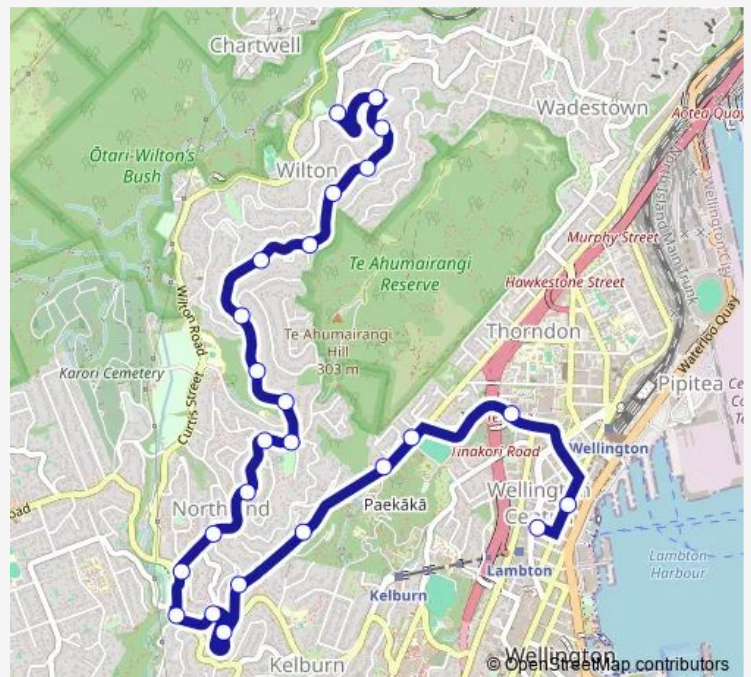 Chartwell
Wadestown
Aotea Quay
Ōtari-Wilton's
Bush
Wilton
North Island Main Trunk
Wellington City
Murphy Street
Te Ahumairangi
Reserve
Hawkestone Street
Wilton Road
Te Ahumairangi
Hill
303 m
Thorndon
Waterloo Quay
Karori Cemetery
Curtis Street
Pipitea
Tinakori Road
Wellington
Paekākā
Wellington
Lambton
Kelburn
Lambton
Harbour
Kelburn
Wellington
© OpenStreetMap contributors